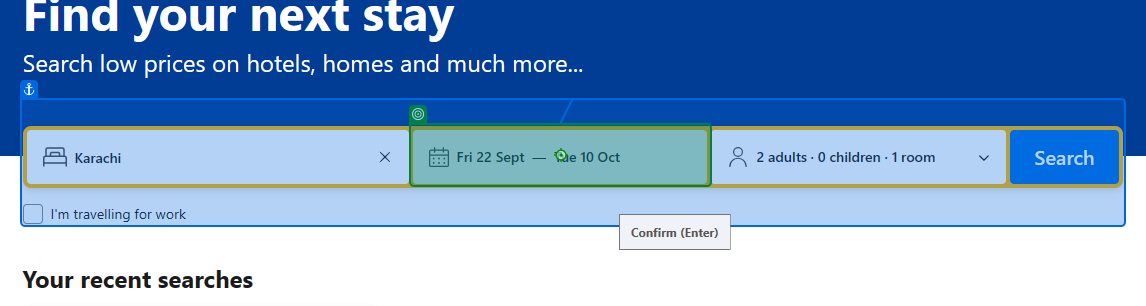 Find your next stay
Search low prices on hotels, homes and much more...
Karachi
Fri 22 Sept — Tue 10 Oct
2 adults · 0 children · 1 room
Search
I'm travelling for work
Confirm (Enter)
Your recent searches